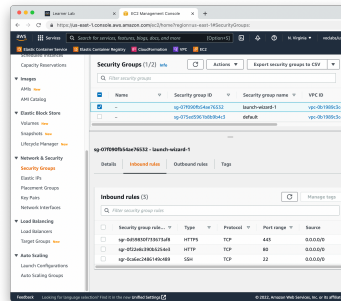 Learner Lab
EC2 Management Console
us-east-1.console.aws.amazon.com/ec2/home?region=us-east-1#SecurityGroups:
aws
Services
Search for services, features, blogs, docs, and more
[Option+S]
N. Virginia
Elastic Container Service
Elastic Container Registry
CloudFormation
VPC
EC2
Scheduled Instances
Capacity Reservations
Images
AMIs New
AMI Catalog
Elastic Block Store
Volumes New
Snapshots New
Lifecycle Manager New
Network & Security
Security Groups
Elastic IPs
Placement Groups
Key Pairs
Network Interfaces
Load Balancing
Load Balancers
Target Groups New
Auto Scaling
Launch Configurations
Auto Scaling Groups
Security Groups (1/2) Info
Actions
Export security groups to CSV
Filter security groups
Name
Security group ID
Security group name
VPC ID
–
sg-07f090fb54ae76532
launch-wizard-1
–
default
sg-07f090fb54ae76532 - launch-wizard-1
Details
Inbound rules
Outbound rules
Tags
Inbound rules (3)
Manage tags
Filter security group rules
Security group rule...
Type
Protocol
Port range
Source
HTTPS
TCP
443
0.0.0.0/0
HTTP
TCP
80
0.0.0.0/0
SSH
TCP
22
0.0.0.0/0
Feedback
Looking for language selection? Find it in the new Unified Settings
© 2022, Amazon Web Services, Inc. or its affiliates